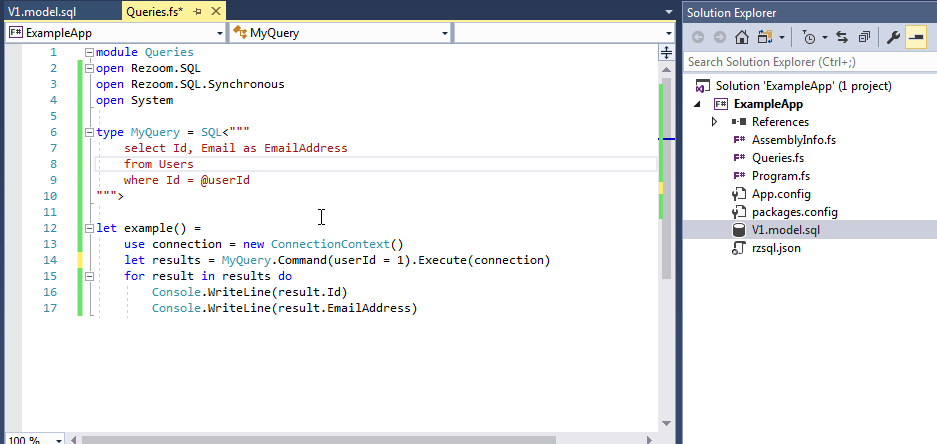 V1.model.sql
Queries.fs*
Solution Explorer
F# ExampleApp
MyQuery
Search Solution Explorer (Ctrl+;)
1 module Queries
2 open Rezoom.SQL
3 open Rezoom.SQL.Synchronous
4 open System
5
6 type MyQuery = SQL<"""
7 select Id, Email as EmailAddress
8 from Users
9 where Id = @userId
10 """>
11
12 let example() =
13 use connection = new ConnectionContext()
14 let results = MyQuery.Command(userId = 1).Execute(connection)
15 for result in results do
16 Console.WriteLine(result.Id)
17 Console.WriteLine(result.EmailAddress)
100 %
Solution 'ExampleApp' (1 project)
F# ExampleApp
References
F# AssemblyInfo.fs
F# Queries.fs
F# Program.fs
App.config
packages.config
V1.model.sql
rzsql.json